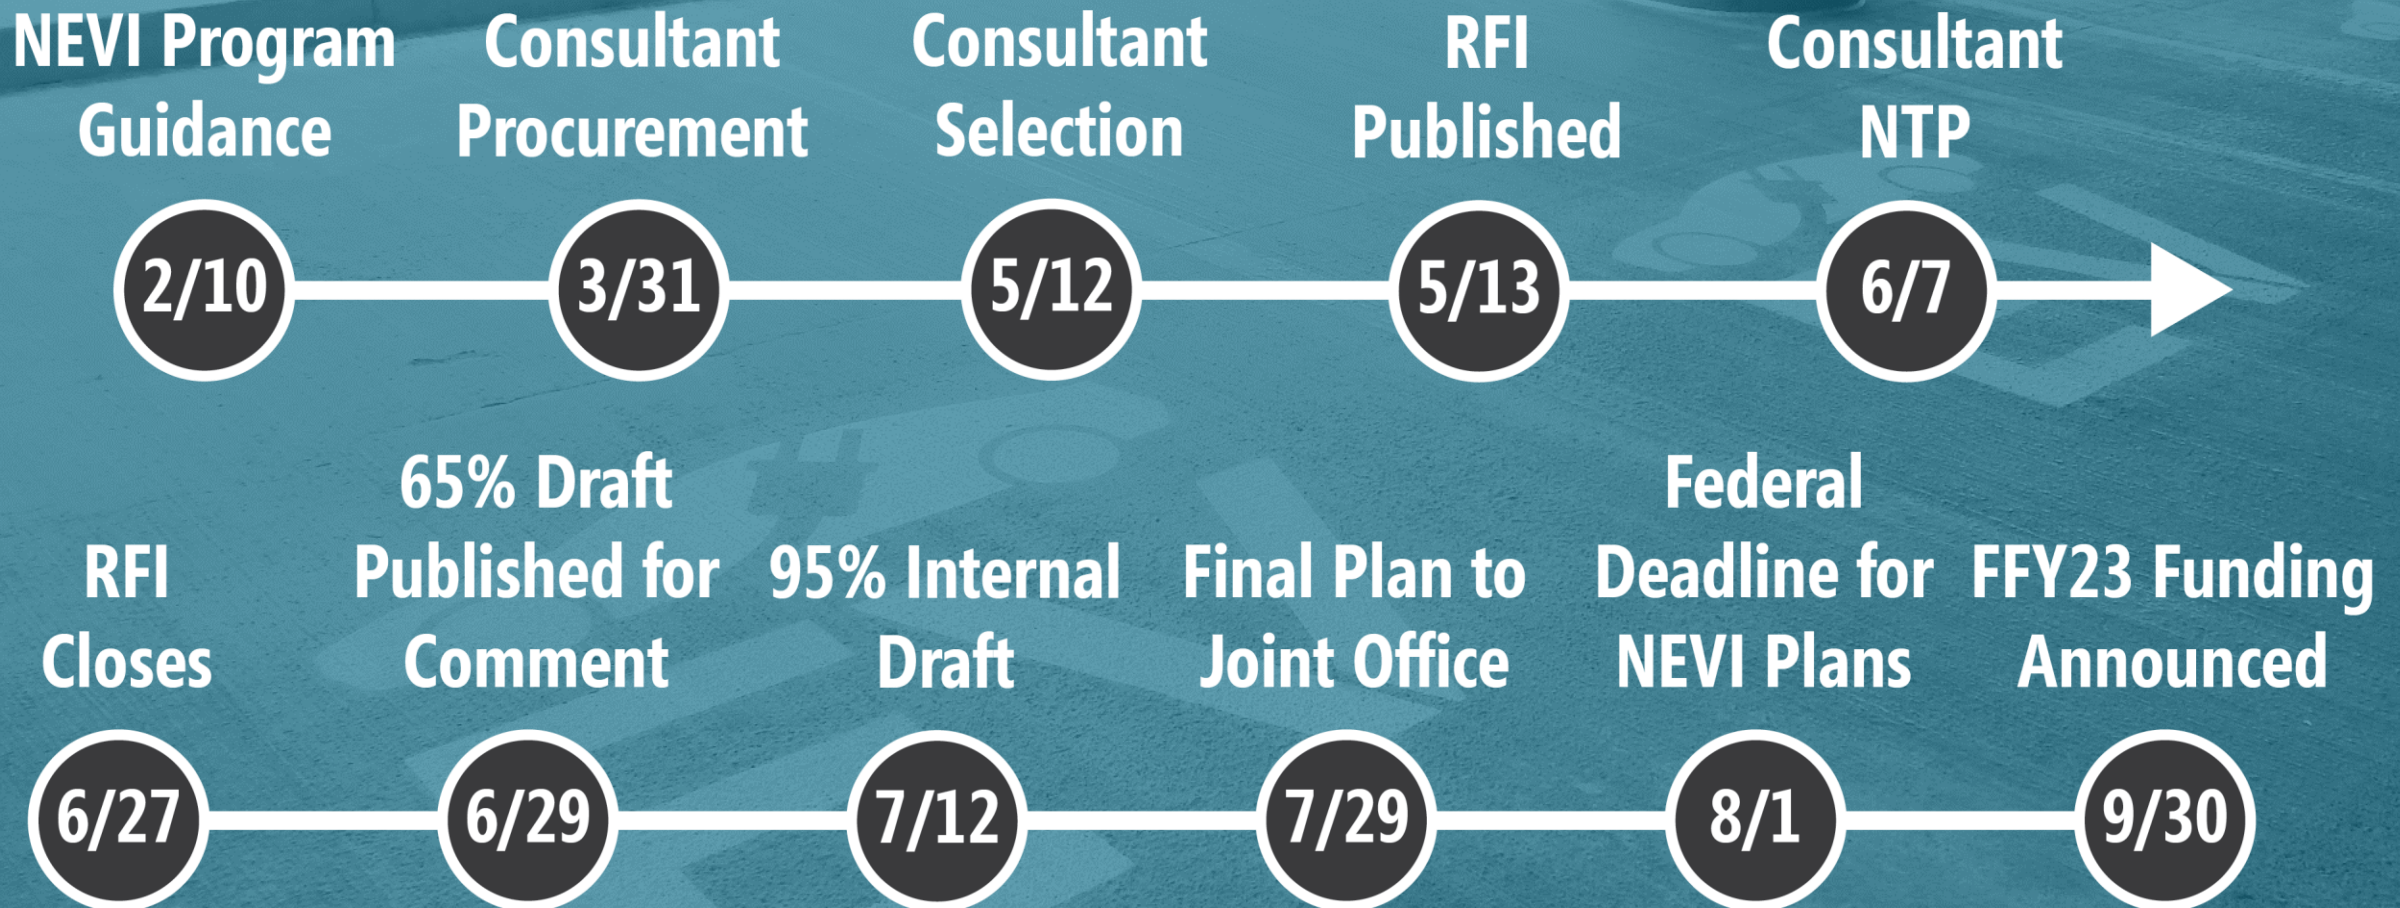 NEVI Program
Guidance
Consultant
Procurement
Consultant
Selection
RFI
Published
Consultant
NTP
2/10
3/31
5/12
5/13
6/7
RFI
Closes
65% Draft
Published for
Comment
95% Internal
Draft
Final Plan to
Joint Office
Federal
Deadline for
NEVI Plans
FFY23 Funding
Announced
6/27
6/29
7/12
7/29
8/1
9/30